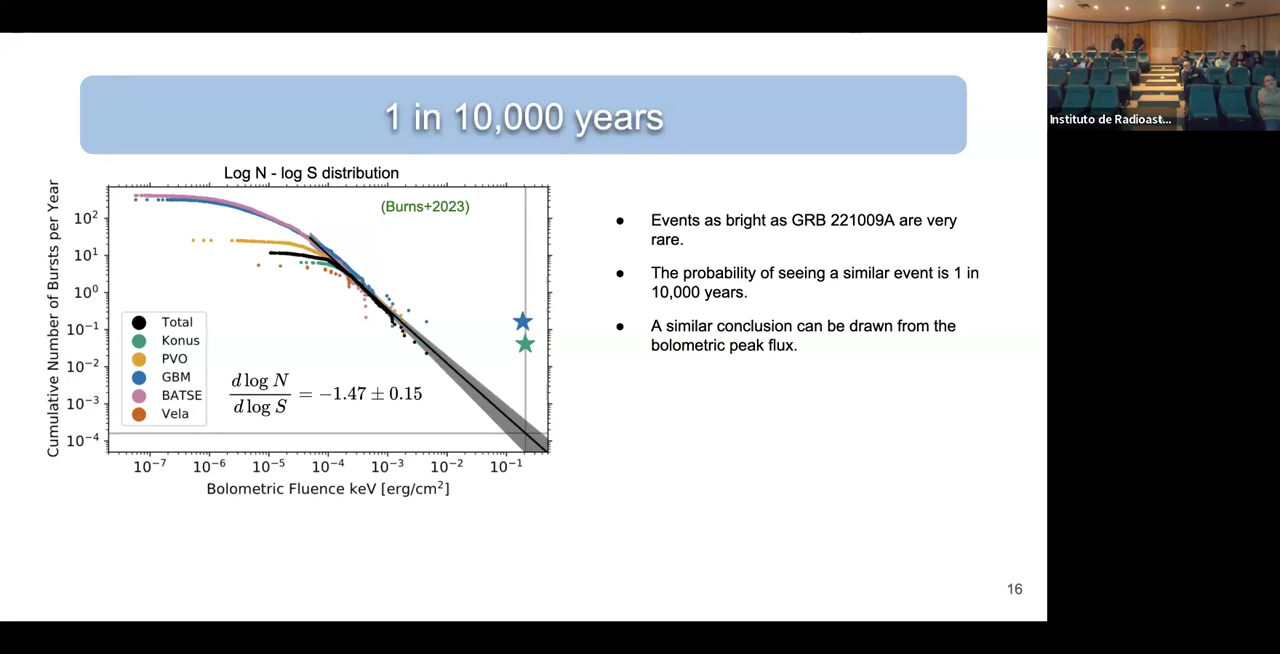 1 in 10,000 years
Log N - log S distribution
(Burns+2023)
Cumulative Number of Bursts per Year
10²
10¹
10⁰
10⁻¹
10⁻²
10⁻³
10⁻⁴
Total
Konus
PVO
GBM
BATSE
Vela
d log N / d log S = −1.47 ± 0.15
10⁻⁷ 10⁻⁶ 10⁻⁵ 10⁻⁴ 10⁻³ 10⁻² 10⁻¹
Bolometric Fluence keV [erg/cm²]
● Events as bright as GRB 221009A are very
rare.
● The probability of seeing a similar event is 1 in
10,000 years.
● A similar conclusion can be drawn from the
bolometric peak flux.
16
Instituto de Radioast...